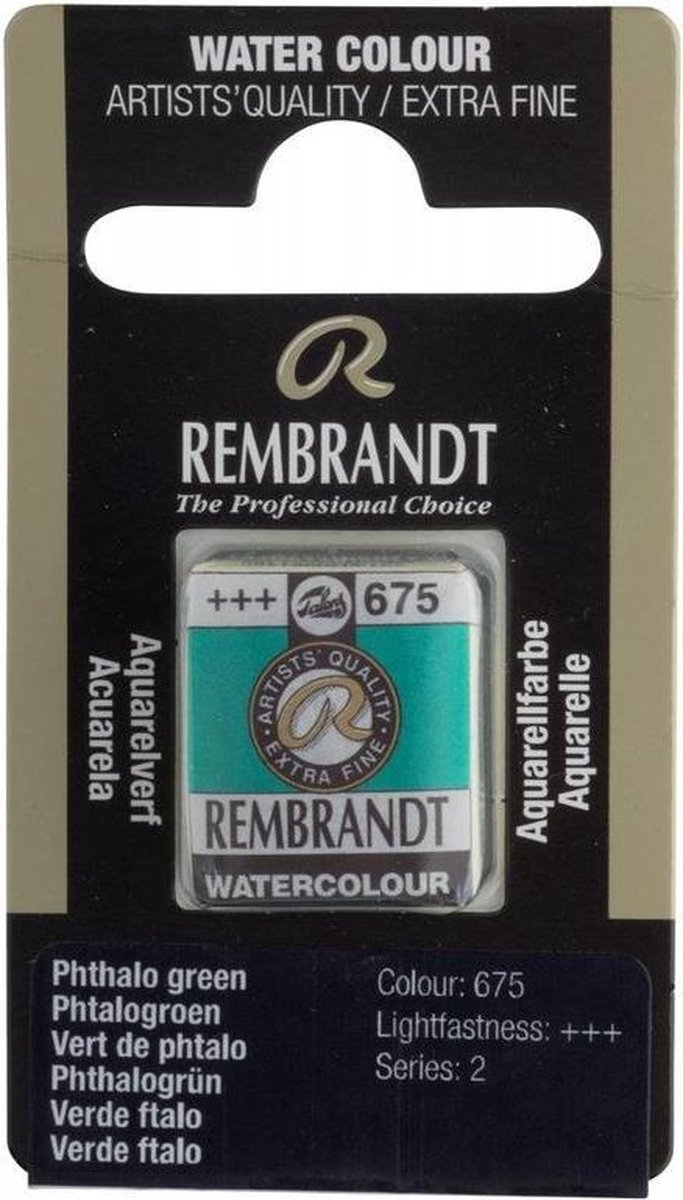 WATER COLOUR
ARTISTS' QUALITY / EXTRA FINE
R
REMBRANDT
The Professional Choice
+++ Talens 675
ARTISTS' QUALITY
R
EXTRA FINE
REMBRANDT
WATERCOLOUR
Aquarelverf
Acuarela
Aquarellfarbe
Aquarelle
Phthalo green
Phtalogroen
Vert de phtalo
Phthalogrün
Verde ftalo
Verde ftalo
Colour: 675
Lightfastness: +++
Series: 2